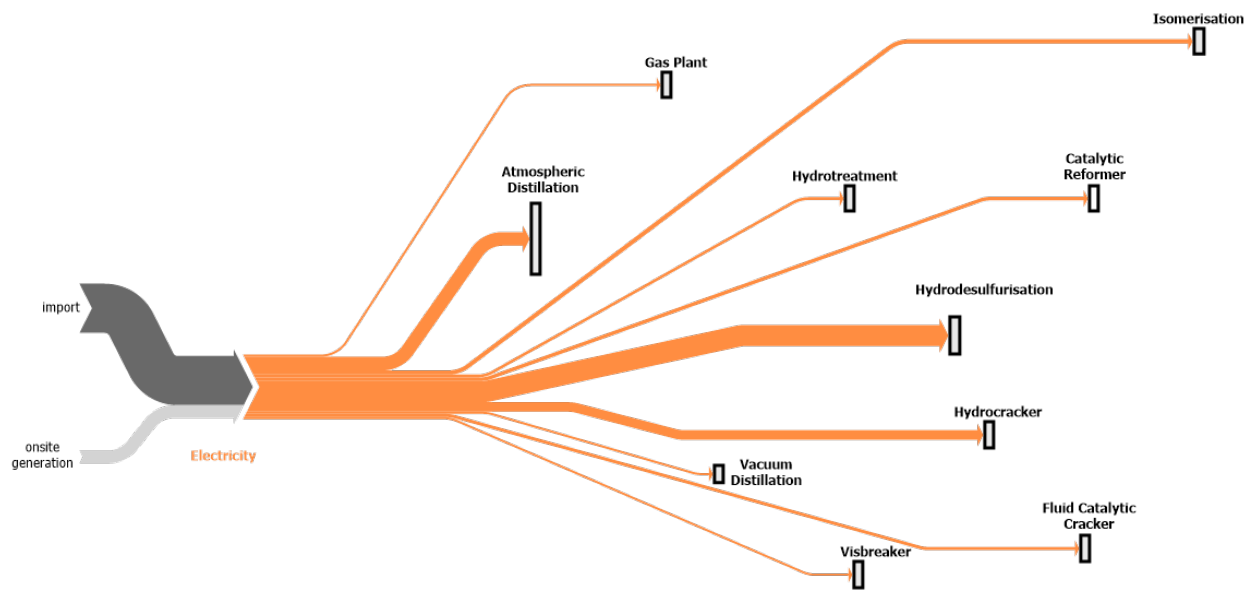 Isomerisation
Gas Plant
Atmospheric
Distillation
Hydrotreatment
Catalytic
Reformer
Hydrodesulfurisation
import
Hydrocracker
onsite
generation
Electricity
Vacuum
Distillation
Fluid Catalytic
Cracker
Visbreaker